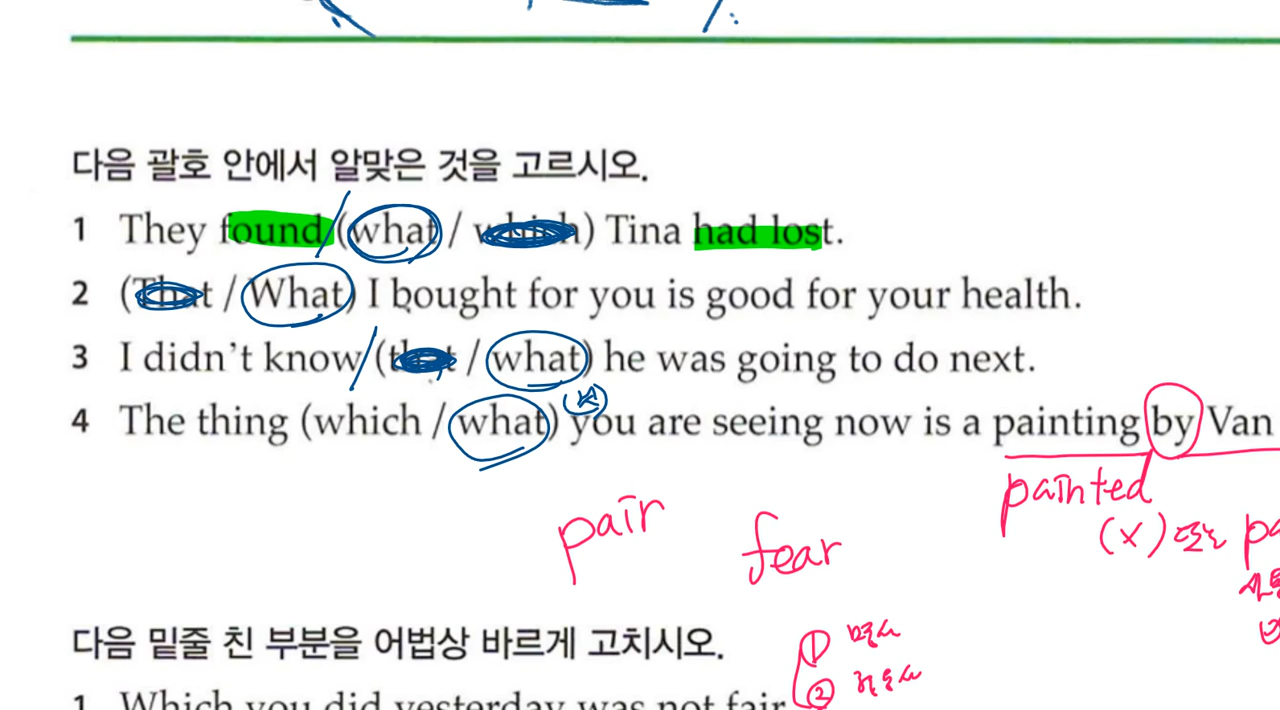 다음 괄호 안에서 알맞은 것을 고르시오.
1 They found / (what / which) Tina had lost.
2 (That / What) I bought for you is good for your health.
3 I didn't know / (that / what) he was going to do next.
4 The thing (which / what) you are seeing now is a painting by Van
painted
pair
fear
(x) 또는 pa
다음 밑줄 친 부분을 어법상 바르게 고치시오.
①
②
1 Which you did yesterday was not fair.